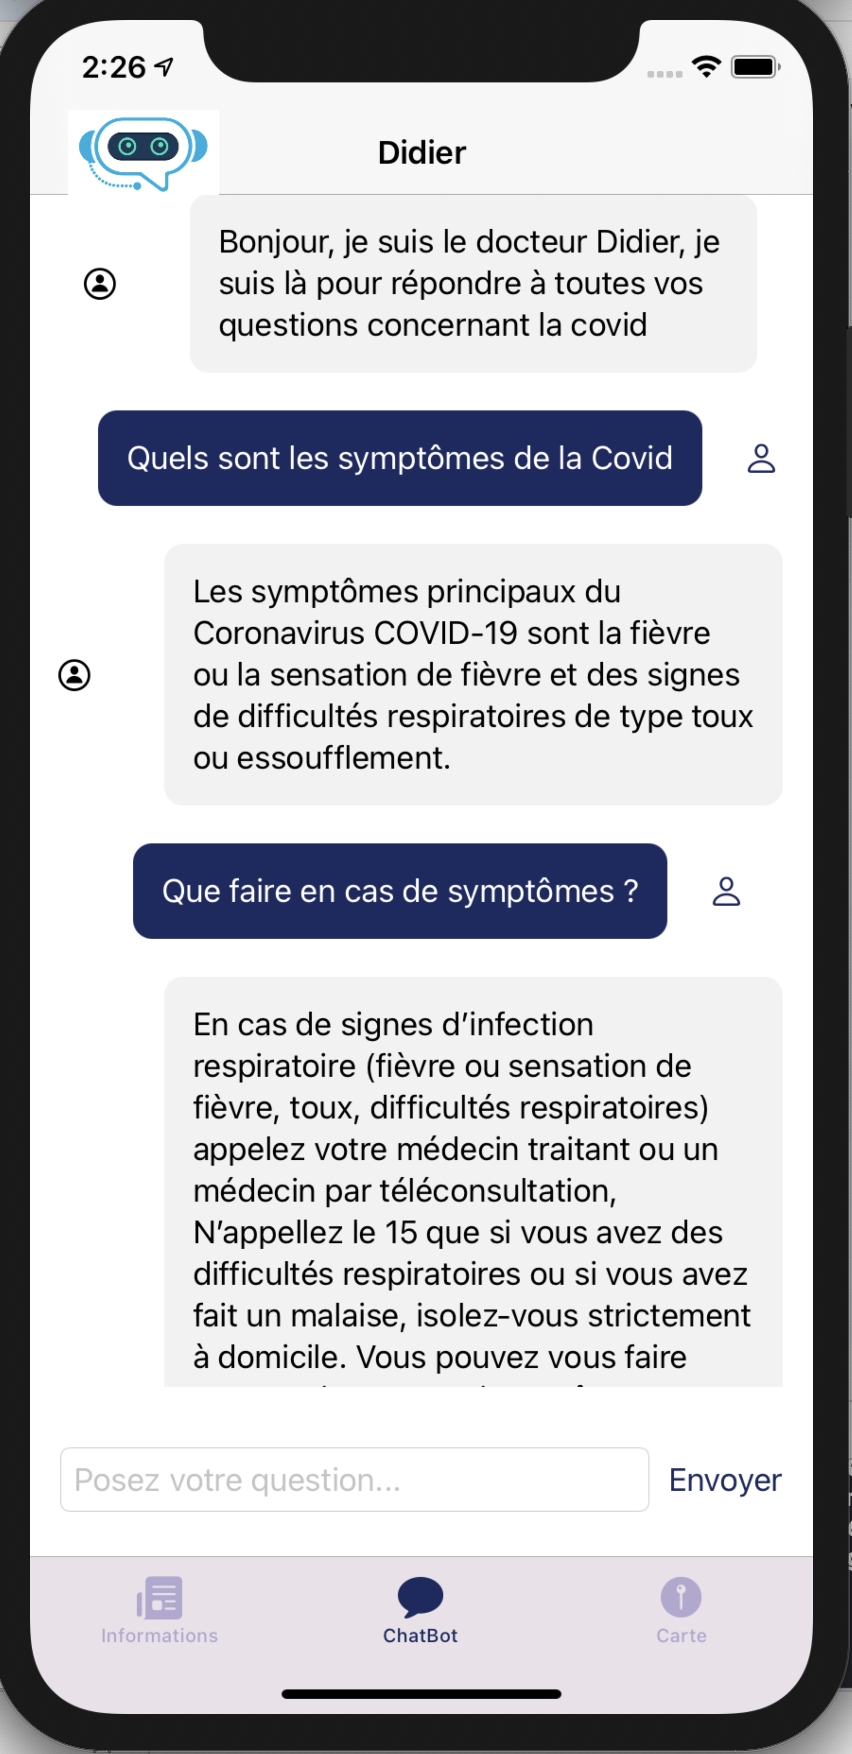 2:26
Didier
Bonjour, je suis le docteur Didier, je
suis là pour répondre à toutes vos
questions concernant la covid
Quels sont les symptômes de la Covid
Les symptômes principaux du
Coronavirus COVID-19 sont la fièvre
ou la sensation de fièvre et des signes
de difficultés respiratoires de type toux
ou essoufflement.
Que faire en cas de symptômes ?
En cas de signes d’infection
respiratoire (fièvre ou sensation de
fièvre, toux, difficultés respiratoires)
appelez votre médecin traitant ou un
médecin par téléconsultation,
N’appellez le 15 que si vous avez des
difficultés respiratoires ou si vous avez
fait un malaise, isolez-vous strictement
à domicile. Vous pouvez vous faire
Posez votre question...
Envoyer
Informations
ChatBot
Carte